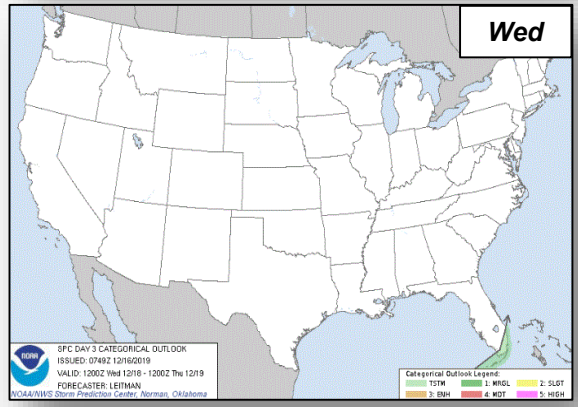 Wed
NOAA
SPC DAY 3 CATEGORICAL OUTLOOK
ISSUED: 0749Z 12/16/2019
VALID: 1200Z Wed 12/18 - 1200Z Thu 12/19
FORECASTER: LEITMAN
NOAA/NWS Storm Prediction Center, Norman, Oklahoma
Categorical Outlook Legend:
TSTM 1: MRGL 2: SLGT
3: ENH 4: MDT 5: HIGH